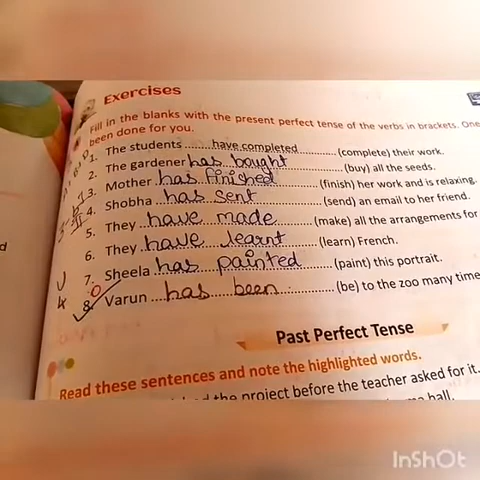 Exercises
Fill in the blanks with the present perfect tense of the verbs in brackets. One
been done for you.
1. The students have completed (complete) their work.
2. The gardener has bought (buy) all the seeds.
3. Mother has finished (finish) her work and is relaxing.
4. Shobha has sent (send) an email to her friend.
5. They have made (make) all the arrangements for
6. They have learnt (learn) French.
7. Sheela has painted (paint) this portrait.
8. Varun has been (be) to the zoo many time
Past Perfect Tense
Read these sentences and note the highlighted words.
the project before the teacher asked for it.
hall.
InShOt